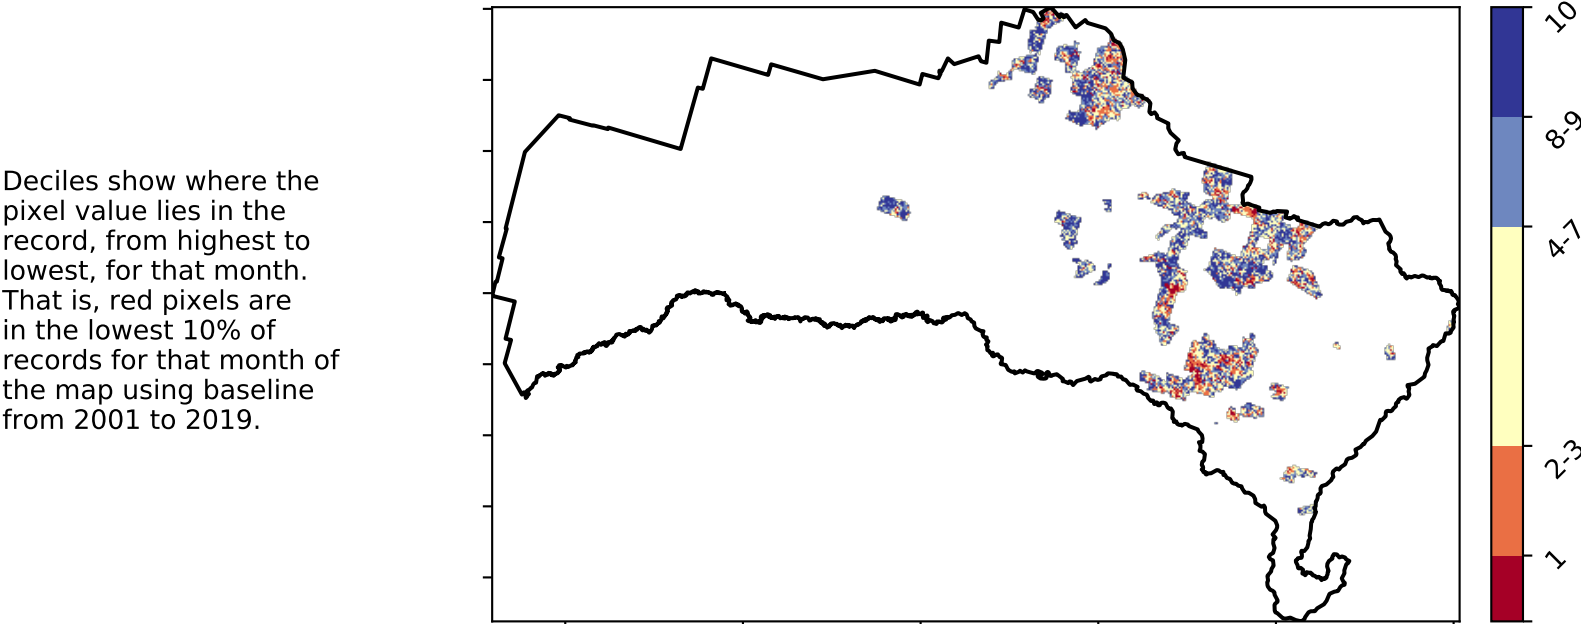 Deciles show where the
pixel value lies in the
record, from highest to
lowest, for that month.
That is, red pixels are
in the lowest 10% of
records for that month of
the map using baseline
from 2001 to 2019.
10
8-9
4-7
2-3
1